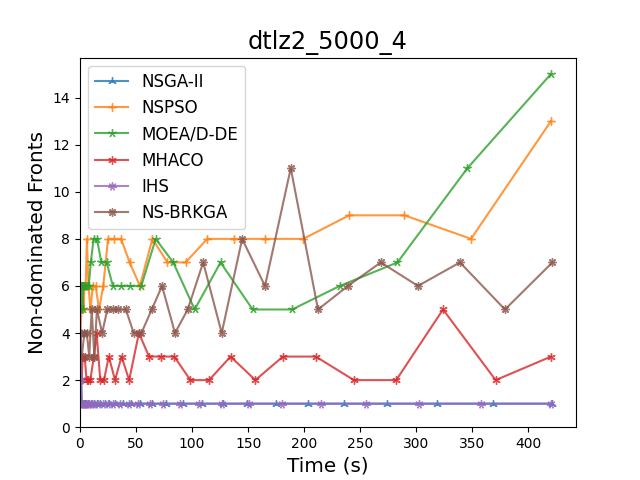 dtlz2_5000_4
NSGA-II
NSPSO
MOEA/D-DE
MHACO
IHS
NS-BRKGA
Non-dominated Fronts
14
12
10
8
6
4
2
0
0 50 100 150 200 250 300 350 400
Time (s)